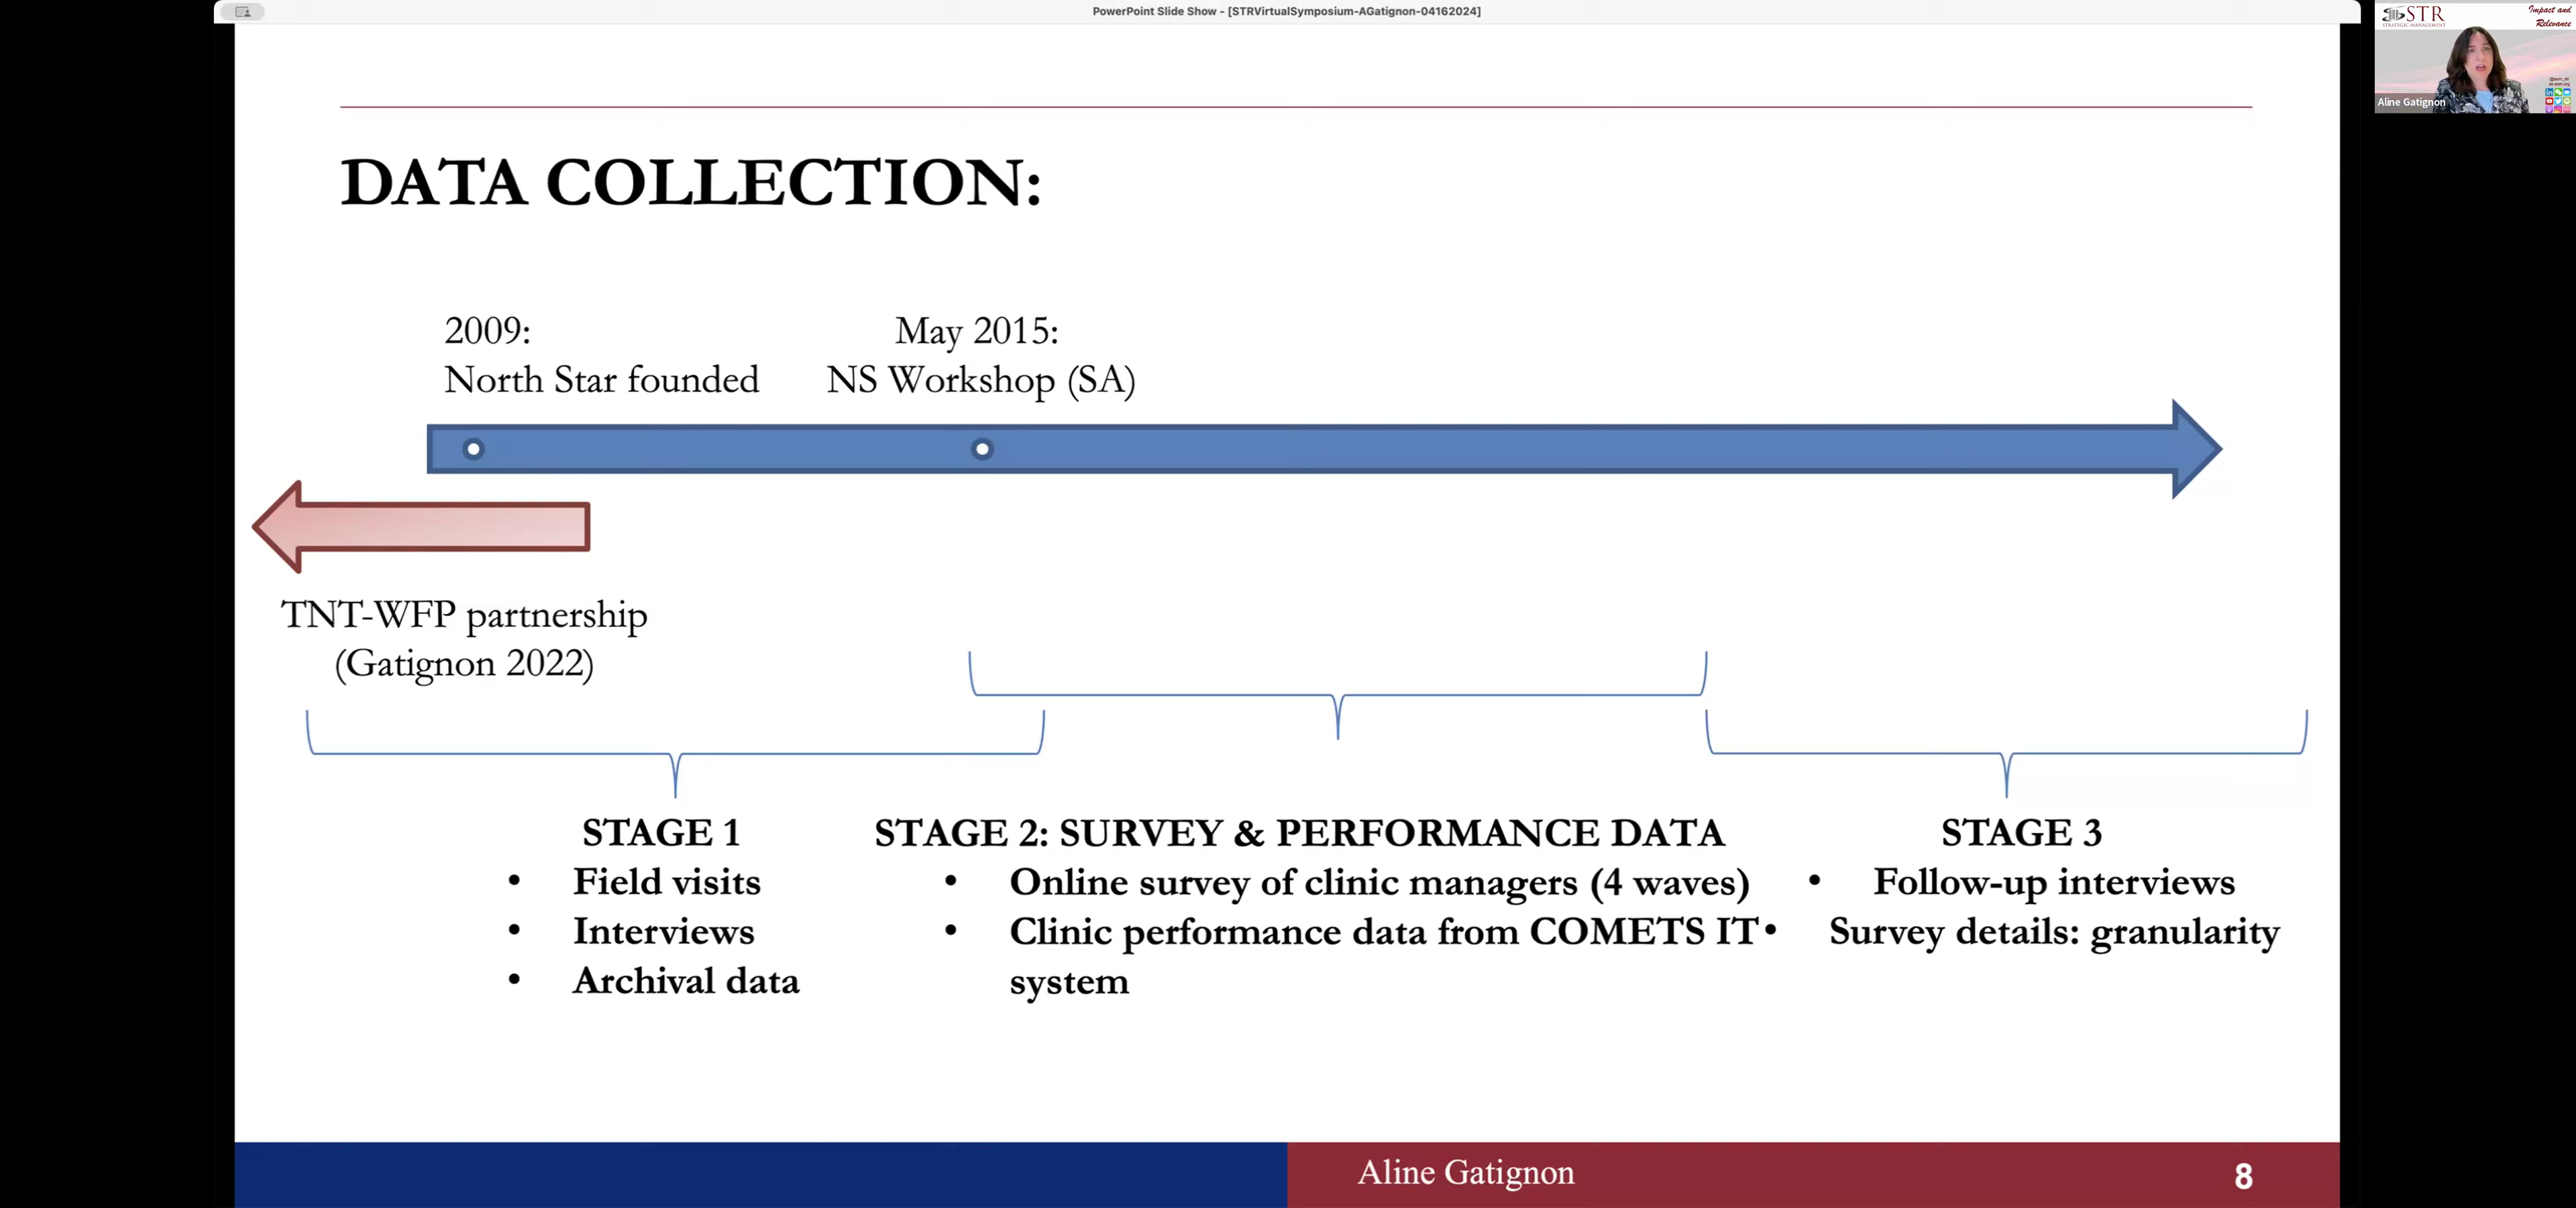 PowerPoint Slide Show - [STRVirtualSymposium-AGatignon-04162024]
STR
STRATEGIC MANAGEMENT
Impact and
Relevance
Aline Gatignon
DATA COLLECTION:
2009:
North Star founded
May 2015:
NS Workshop (SA)
TNT-WFP partnership
(Gatignon 2022)
STAGE 1
• Field visits
• Interviews
• Archival data
STAGE 2: SURVEY & PERFORMANCE DATA
• Online survey of clinic managers (4 waves)
• Clinic performance data from COMETS IT
system
STAGE 3
• Follow-up interviews
• Survey details: granularity
Aline Gatignon
8